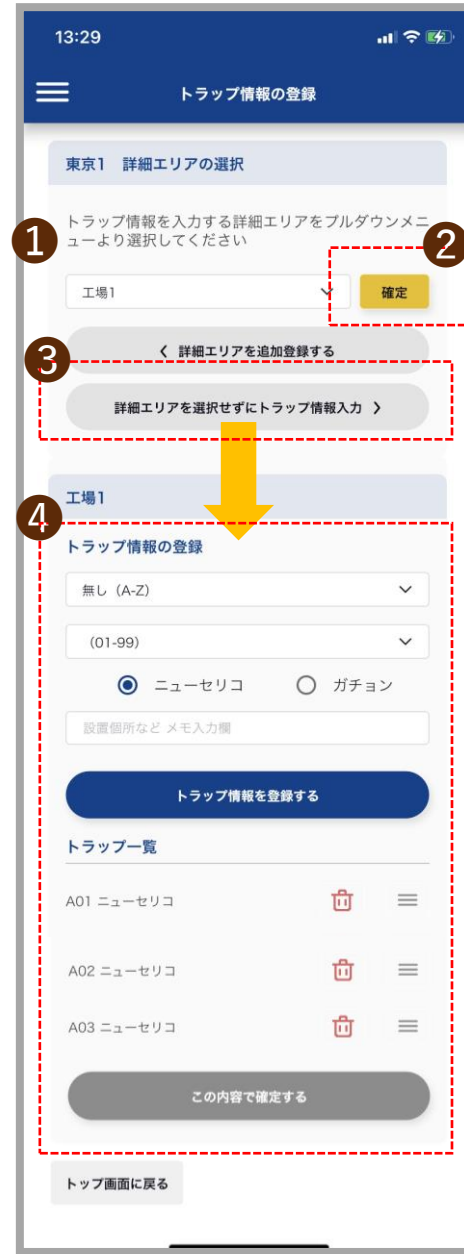 13:29
トラップ情報の登録
東京1 詳細エリアの選択
❶
トラップ情報を入力する詳細エリアをプルダウンメニ
ューより選択してください
❷
工場1
確定
く 詳細エリアを追加登録する
❸
詳細エリアを選択せずにトラップ情報入力 >
工場1
❹
トラップ情報の登録
無し(A-Z)
(01-99)
ニューセリコ
ガチョン
設置個所など メモ入力欄
トラップ情報を登録する
トラップ一覧
A01 ニューセリコ
A02 ニューセリコ
A03 ニューセリコ
この内容で確定する
トップ画面に戻る